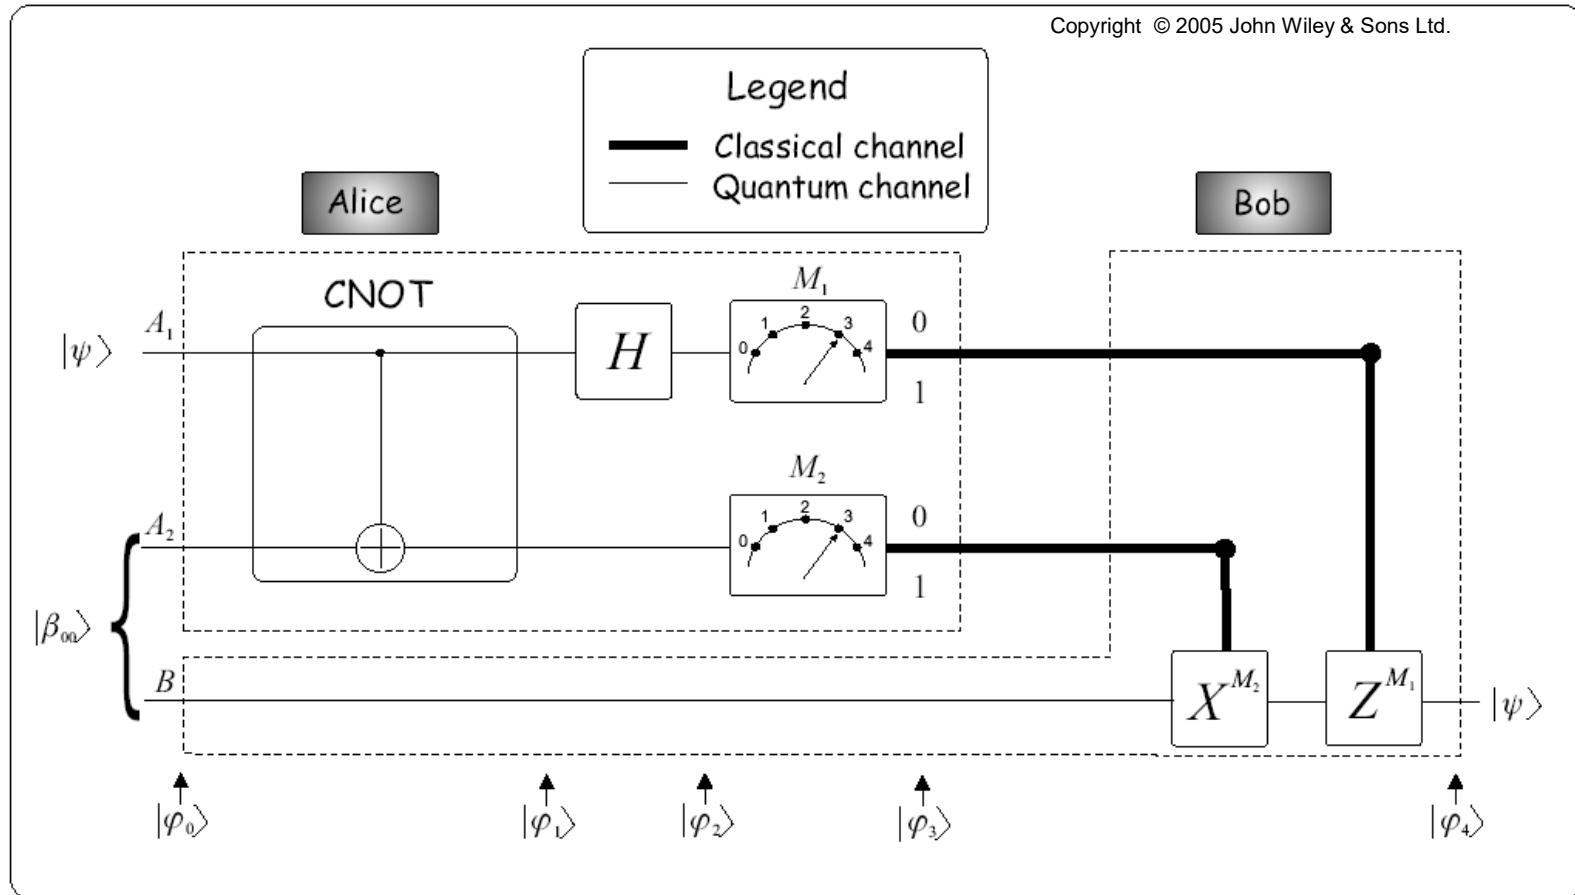 Copyright © 2005 John Wiley & Sons Ltd.
Legend
Classical channel
Quantum channel
Alice
Bob
CNOT
M₁
A₁
|ψ⟩
H
0 1 2 3 4
0
1
M₂
A₂
0 1 2 3 4
0
1
|β₀₀⟩
B
X^M₂
Z^M₁
|ψ⟩
|φ₀⟩
|φ₁⟩
|φ₂⟩
|φ₃⟩
|φ₄⟩